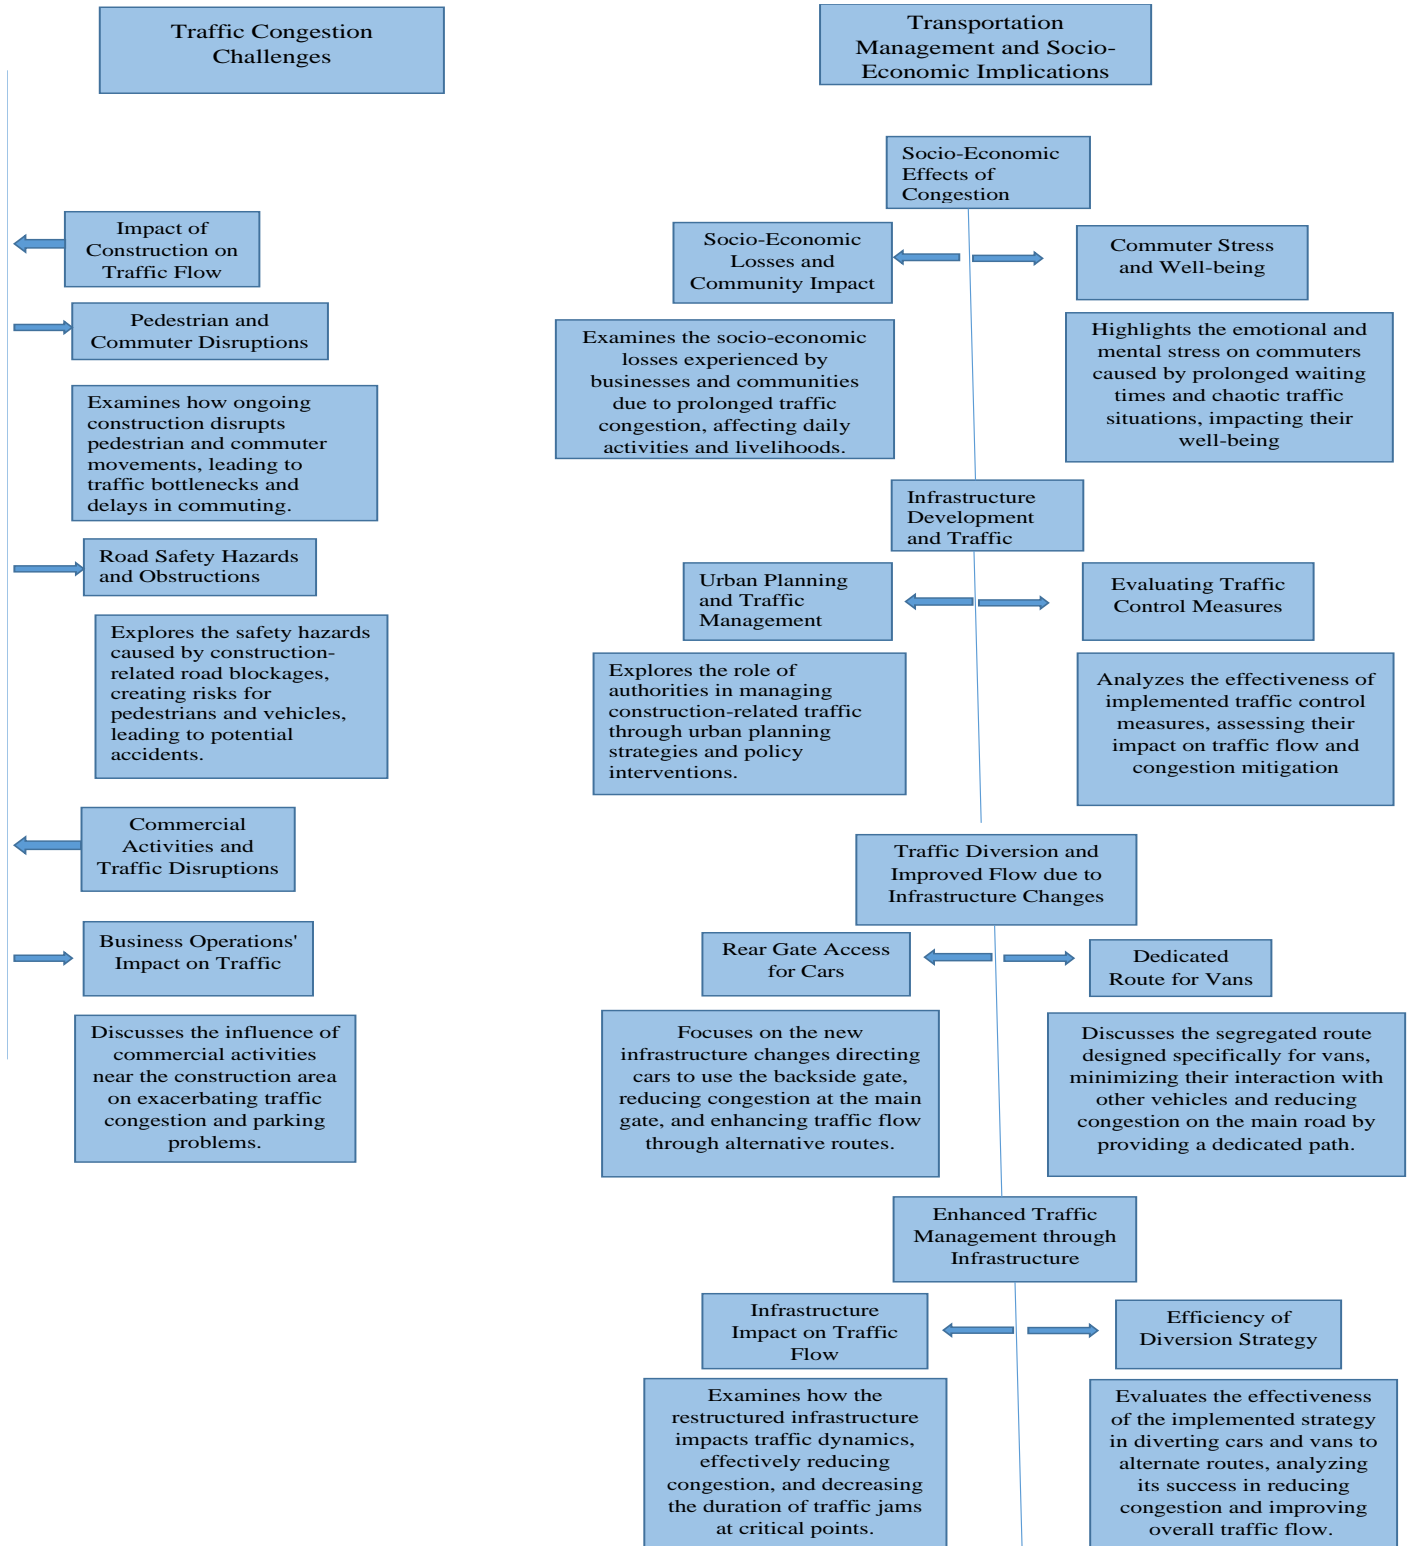 Traffic Congestion
Challenges
Impact of
Construction on
Traffic Flow
Pedestrian and
Commuter Disruptions
Examines how ongoing
construction disrupts
pedestrian and commuter
movements, leading to
traffic bottlenecks and
delays in commuting.
Road Safety Hazards
and Obstructions
Explores the safety hazards
caused by construction-
related road blockages,
creating risks for
pedestrians and vehicles,
leading to potential
accidents.
Commercial
Activities and
Traffic Disruptions
Business Operations'
Impact on Traffic
Discusses the influence of
commercial activities
near the construction area
on exacerbating traffic
congestion and parking
problems.
Transportation
Management and Socio-
Economic Implications
Socio-Economic
Effects of
Congestion
Socio-Economic
Losses and
Community Impact
Commuter Stress
and Well-being
Examines the socio-economic
losses experienced by
businesses and communities
due to prolonged traffic
congestion, affecting daily
activities and livelihoods.
Highlights the emotional and
mental stress on commuters
caused by prolonged waiting
times and chaotic traffic
situations, impacting their
well-being
Infrastructure
Development
and Traffic
Urban Planning
and Traffic
Management
Evaluating Traffic
Control Measures
Explores the role of
authorities in managing
construction-related traffic
through urban planning
strategies and policy
interventions.
Analyzes the effectiveness of
implemented traffic control
measures, assessing their
impact on traffic flow and
congestion mitigation
Traffic Diversion and
Improved Flow due to
Infrastructure Changes
Rear Gate Access
for Cars
Dedicated
Route for Vans
Focuses on the new
infrastructure changes directing
cars to use the backside gate,
reducing congestion at the main
gate, and enhancing traffic flow
through alternative routes.
Discusses the segregated route
designed specifically for vans,
minimizing their interaction with
other vehicles and reducing
congestion on the main road by
providing a dedicated path.
Enhanced Traffic
Management through
Infrastructure
Infrastructure
Impact on Traffic
Flow
Efficiency of
Diversion Strategy
Examines how the
restructured infrastructure
impacts traffic dynamics,
effectively reducing
congestion, and decreasing
the duration of traffic jams
at critical points.
Evaluates the effectiveness
of the implemented strategy
in diverting cars and vans to
alternate routes, analyzing
its success in reducing
congestion and improving
overall traffic flow.